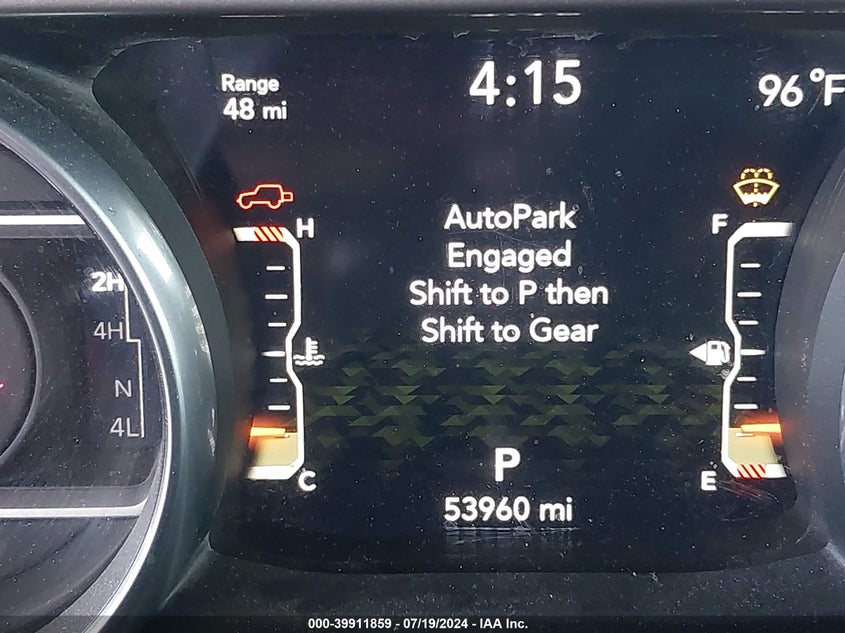 Range
48 mi
4:15
96°F
H
F
AutoPark
Engaged
Shift to P then
Shift to Gear
2H
4H
N
4L
C
E
P
53960 mi
000-39911859 - 07/19/2024 - IAA Inc.